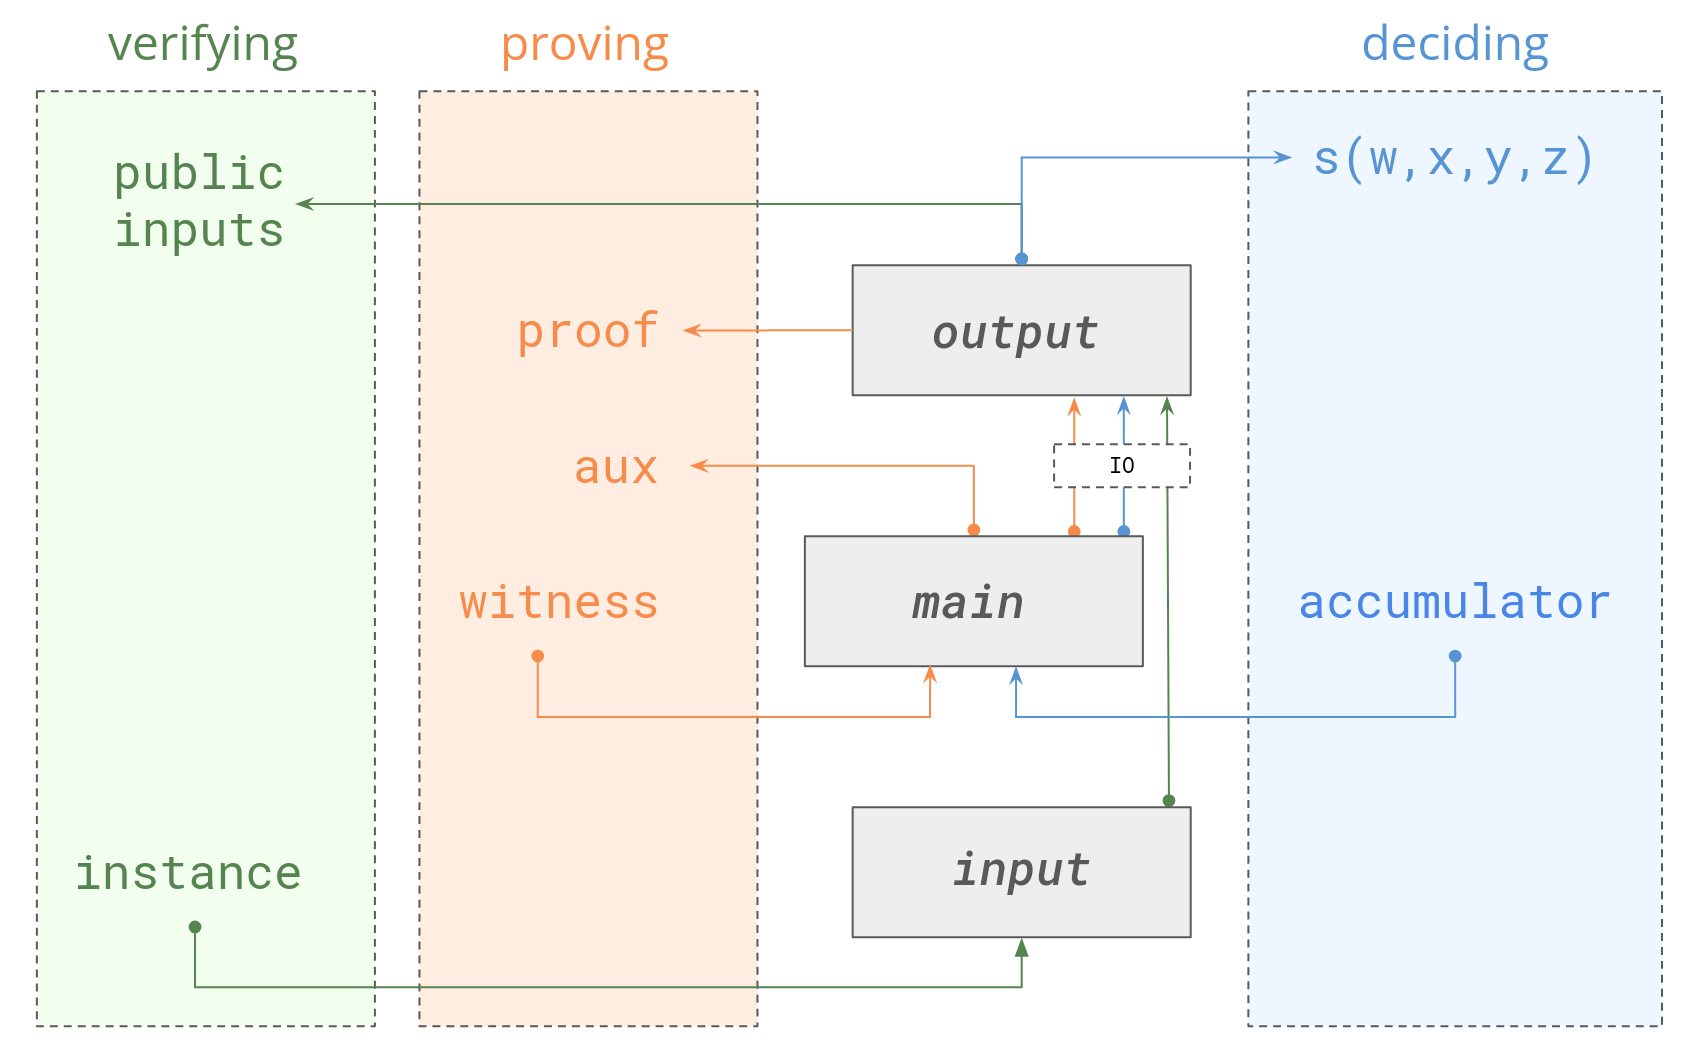 verifying
proving
deciding
public
inputs
s(w,x,y,z)
proof
output
aux
IO
witness
main
accumulator
instance
input